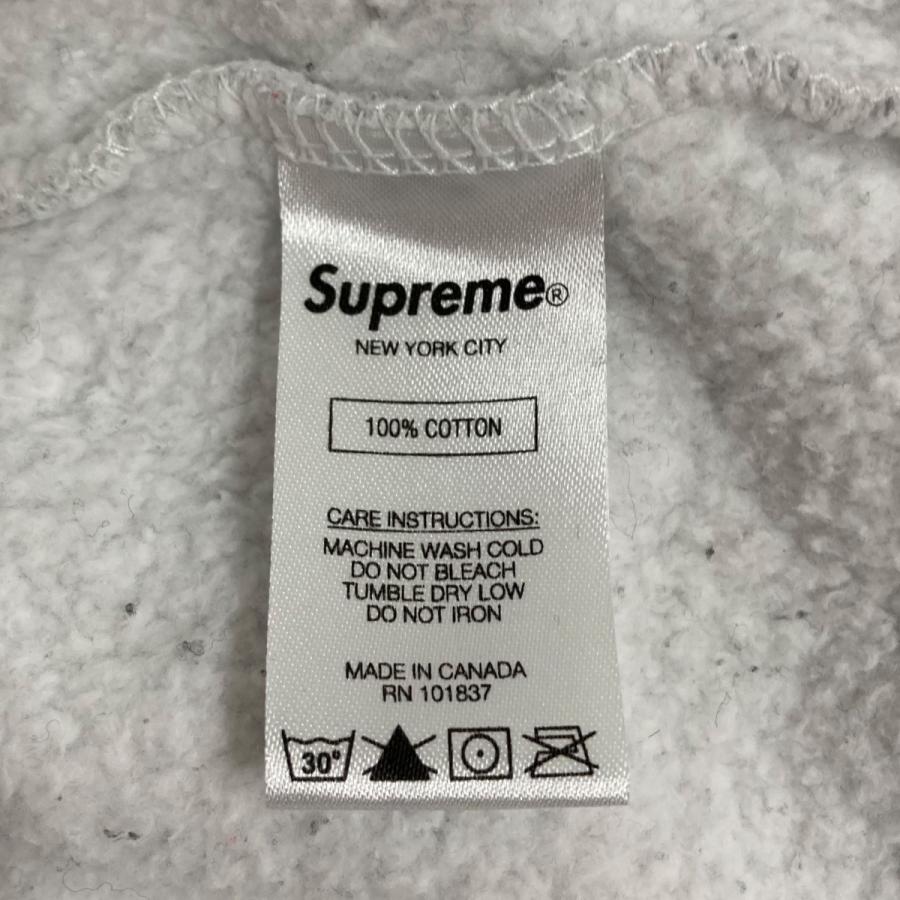 Supreme®
NEW YORK CITY
100% COTTON
CARE INSTRUCTIONS:
MACHINE WASH COLD
DO NOT BLEACH
TUMBLE DRY LOW
DO NOT IRON
MADE IN CANADA
RN 101837
30°